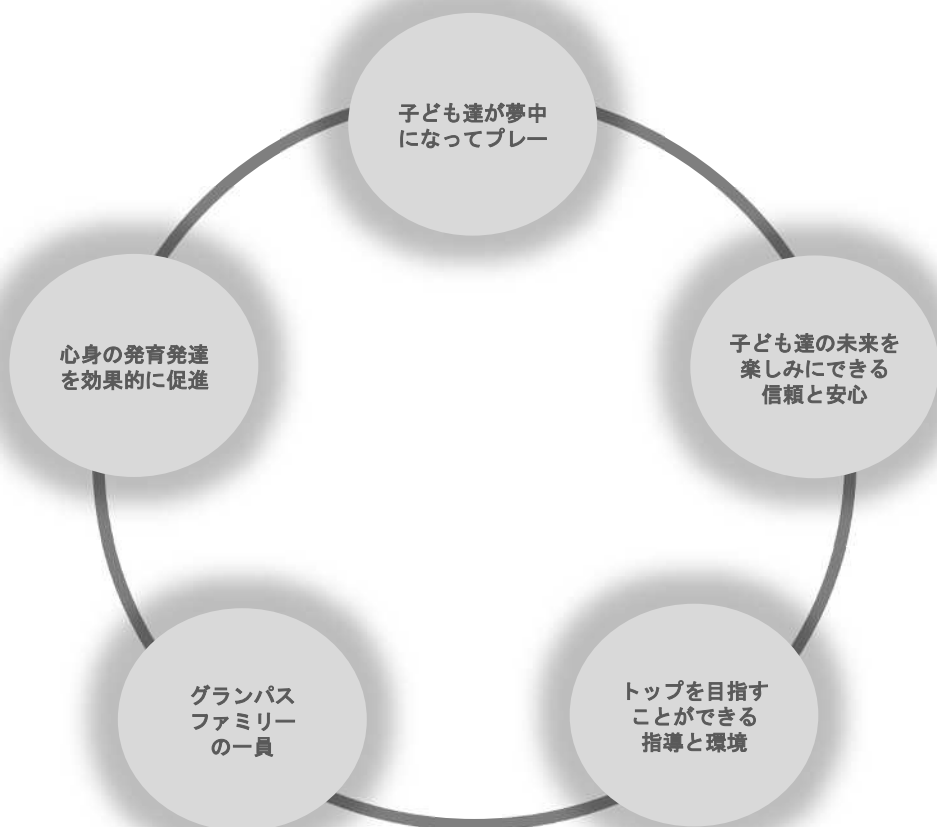 子ども達が夢中
になってプレー
子ども達の未来を
楽しみにできる
信頼と安心
トップを目指す
ことができる
指導と環境
グランパス
ファミリー
の一員
心身の発育発達
を効果的に促進